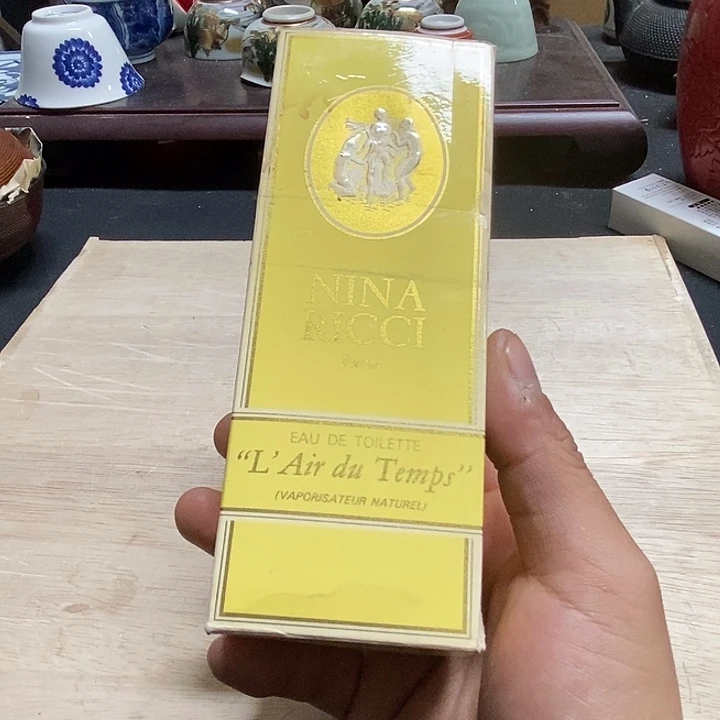 NINA
RICCI
EAU DE TOILETTE
“L’Air du Temps”
(VAPORISATEUR NATUREL)